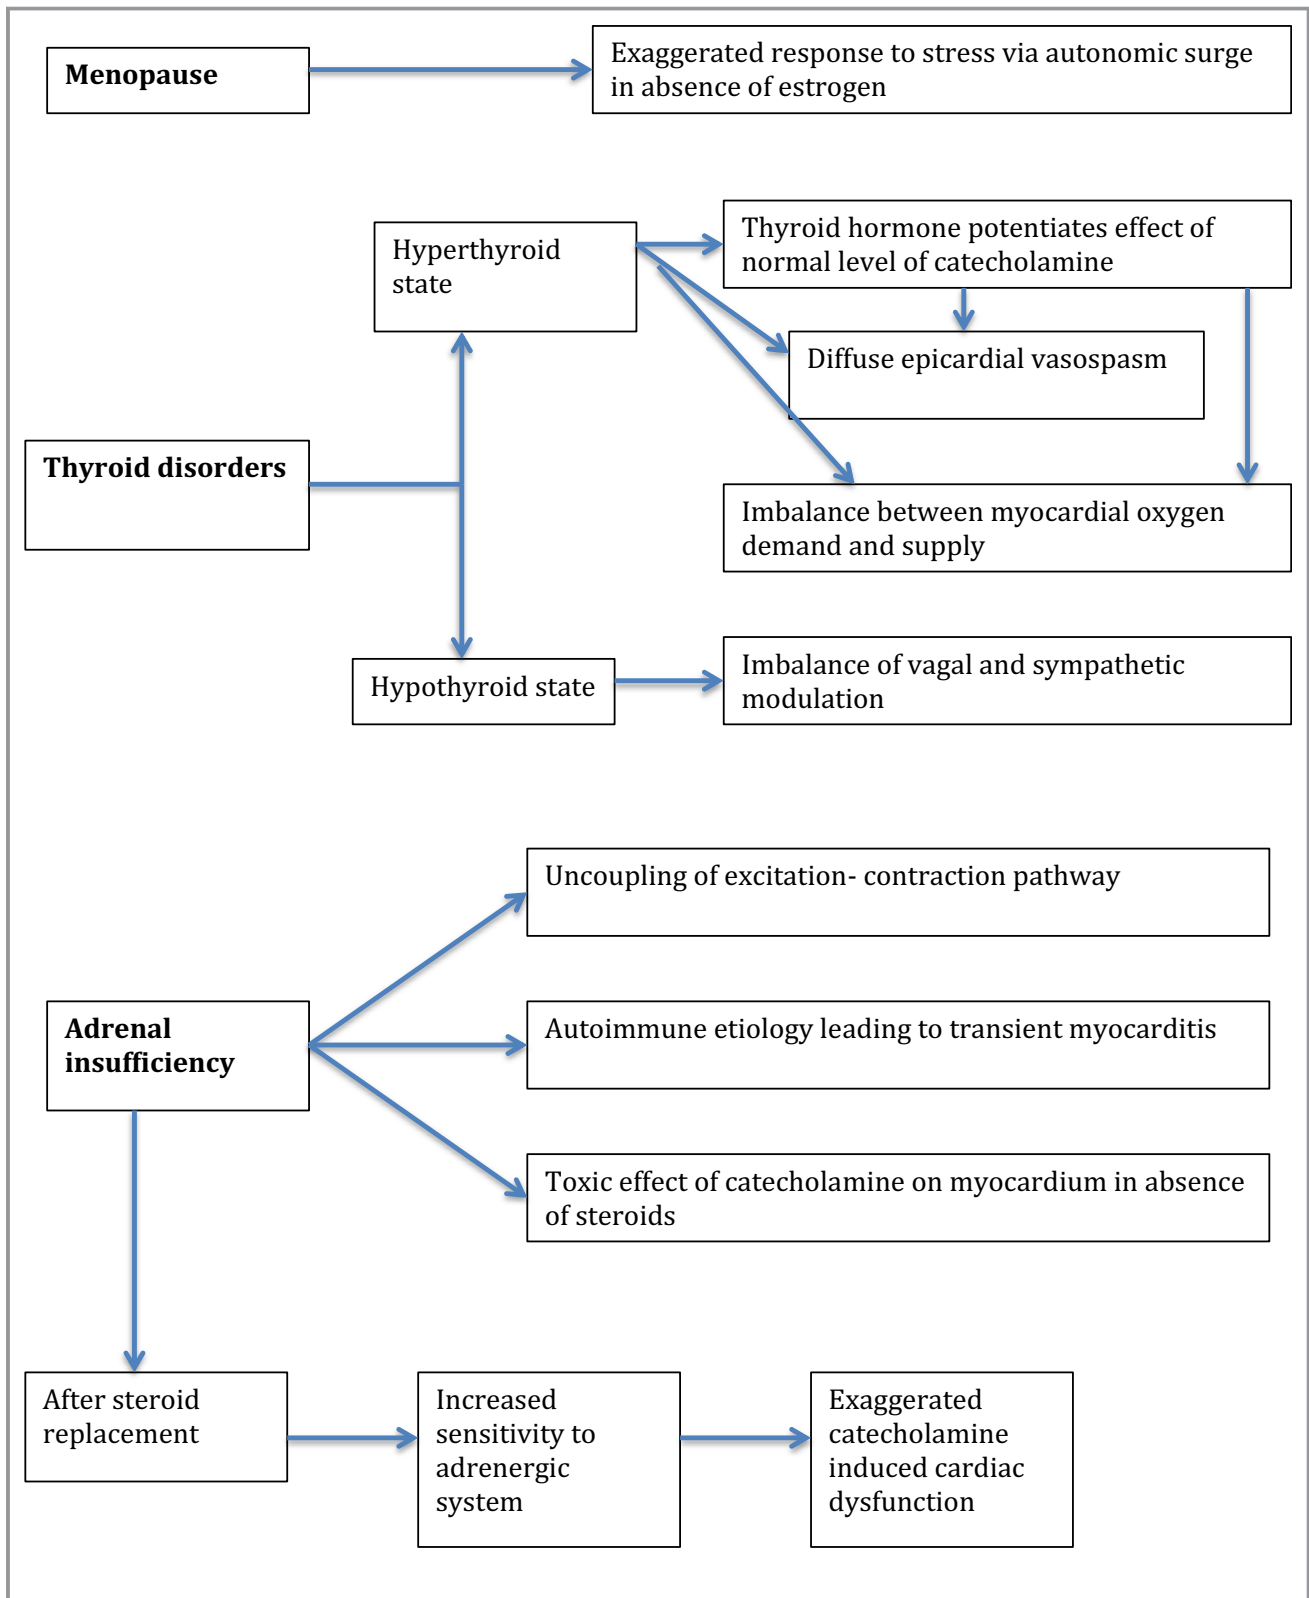 Menopause
Exaggerated response to stress via autonomic surge
in absence of estrogen
Hyperthyroid
state
Thyroid hormone potentiates effect of
normal level of catecholamine
Diffuse epicardial vasospasm
Thyroid disorders
Imbalance between myocardial oxygen
demand and supply
Hypothyroid state
Imbalance of vagal and sympathetic
modulation
Uncoupling of excitation- contraction pathway
Adrenal
insufficiency
Autoimmune etiology leading to transient myocarditis
Toxic effect of catecholamine on myocardium in absence
of steroids
After steroid
replacement
Increased
sensitivity to
adrenergic
system
Exaggerated
catecholamine
induced cardiac
dysfunction